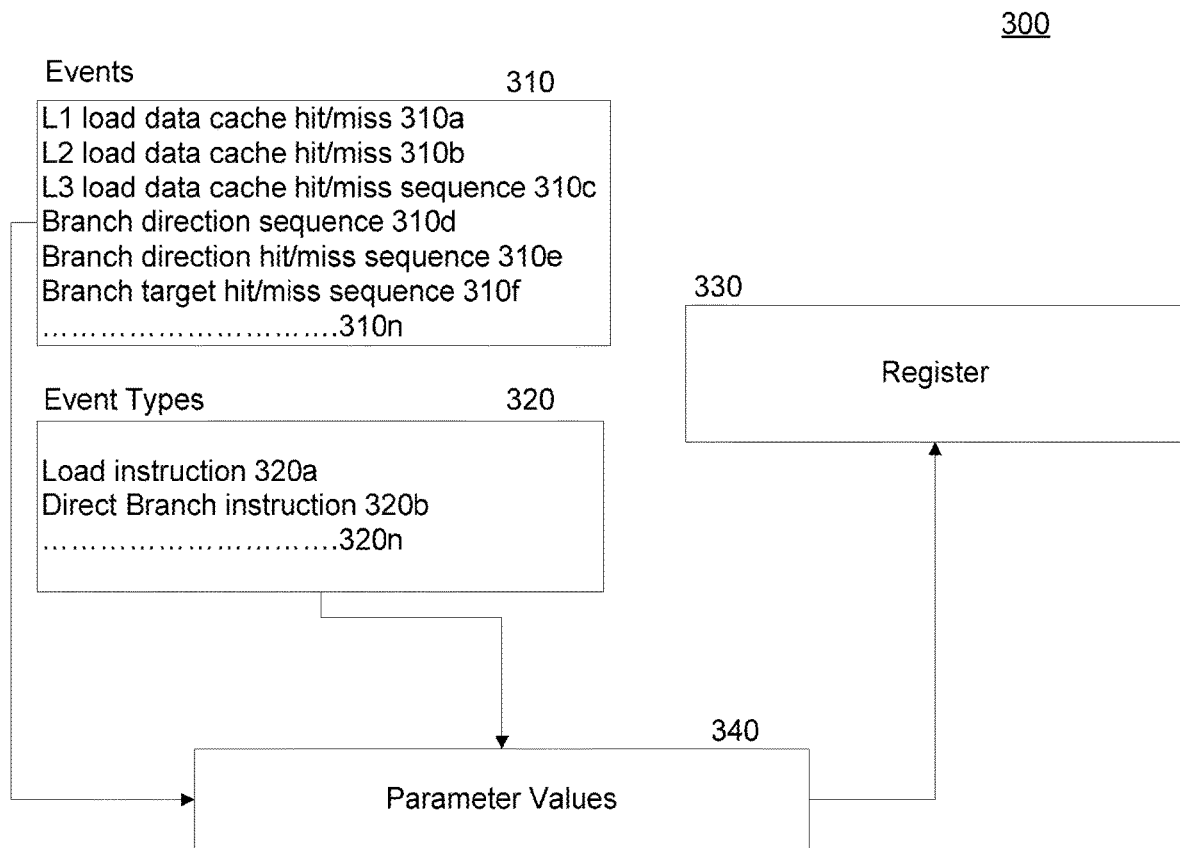 300
Events
310
L1 load data cache hit/miss 310a
L2 load data cache hit/miss 310b
L3 load data cache hit/miss sequence 310c
Branch direction sequence 310d
Branch direction hit/miss sequence 310e
Branch target hit/miss sequence 310f
……………………………310n
330
Register
Event Types
320
Load instruction 320a
Direct Branch instruction 320b
……………………………320n
340
Parameter Values